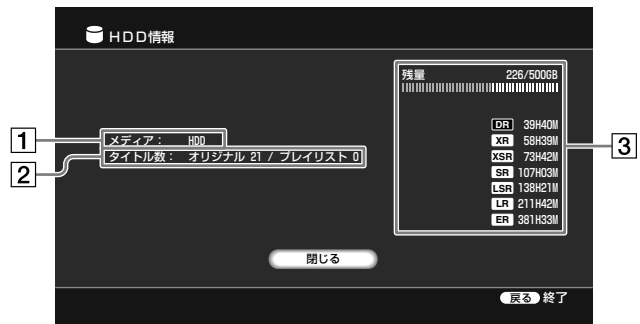 HDD情報
残量 226/500GB
DR 39H40M
XR 58H39M
XSR 73H42M
SR 107H03M
LSR 138H21M
LR 211H42M
ER 381H33M
1
メディア： HDD
2
タイトル数： オリジナル 21 / プレイリスト 0
3
閉じる
戻る 終了